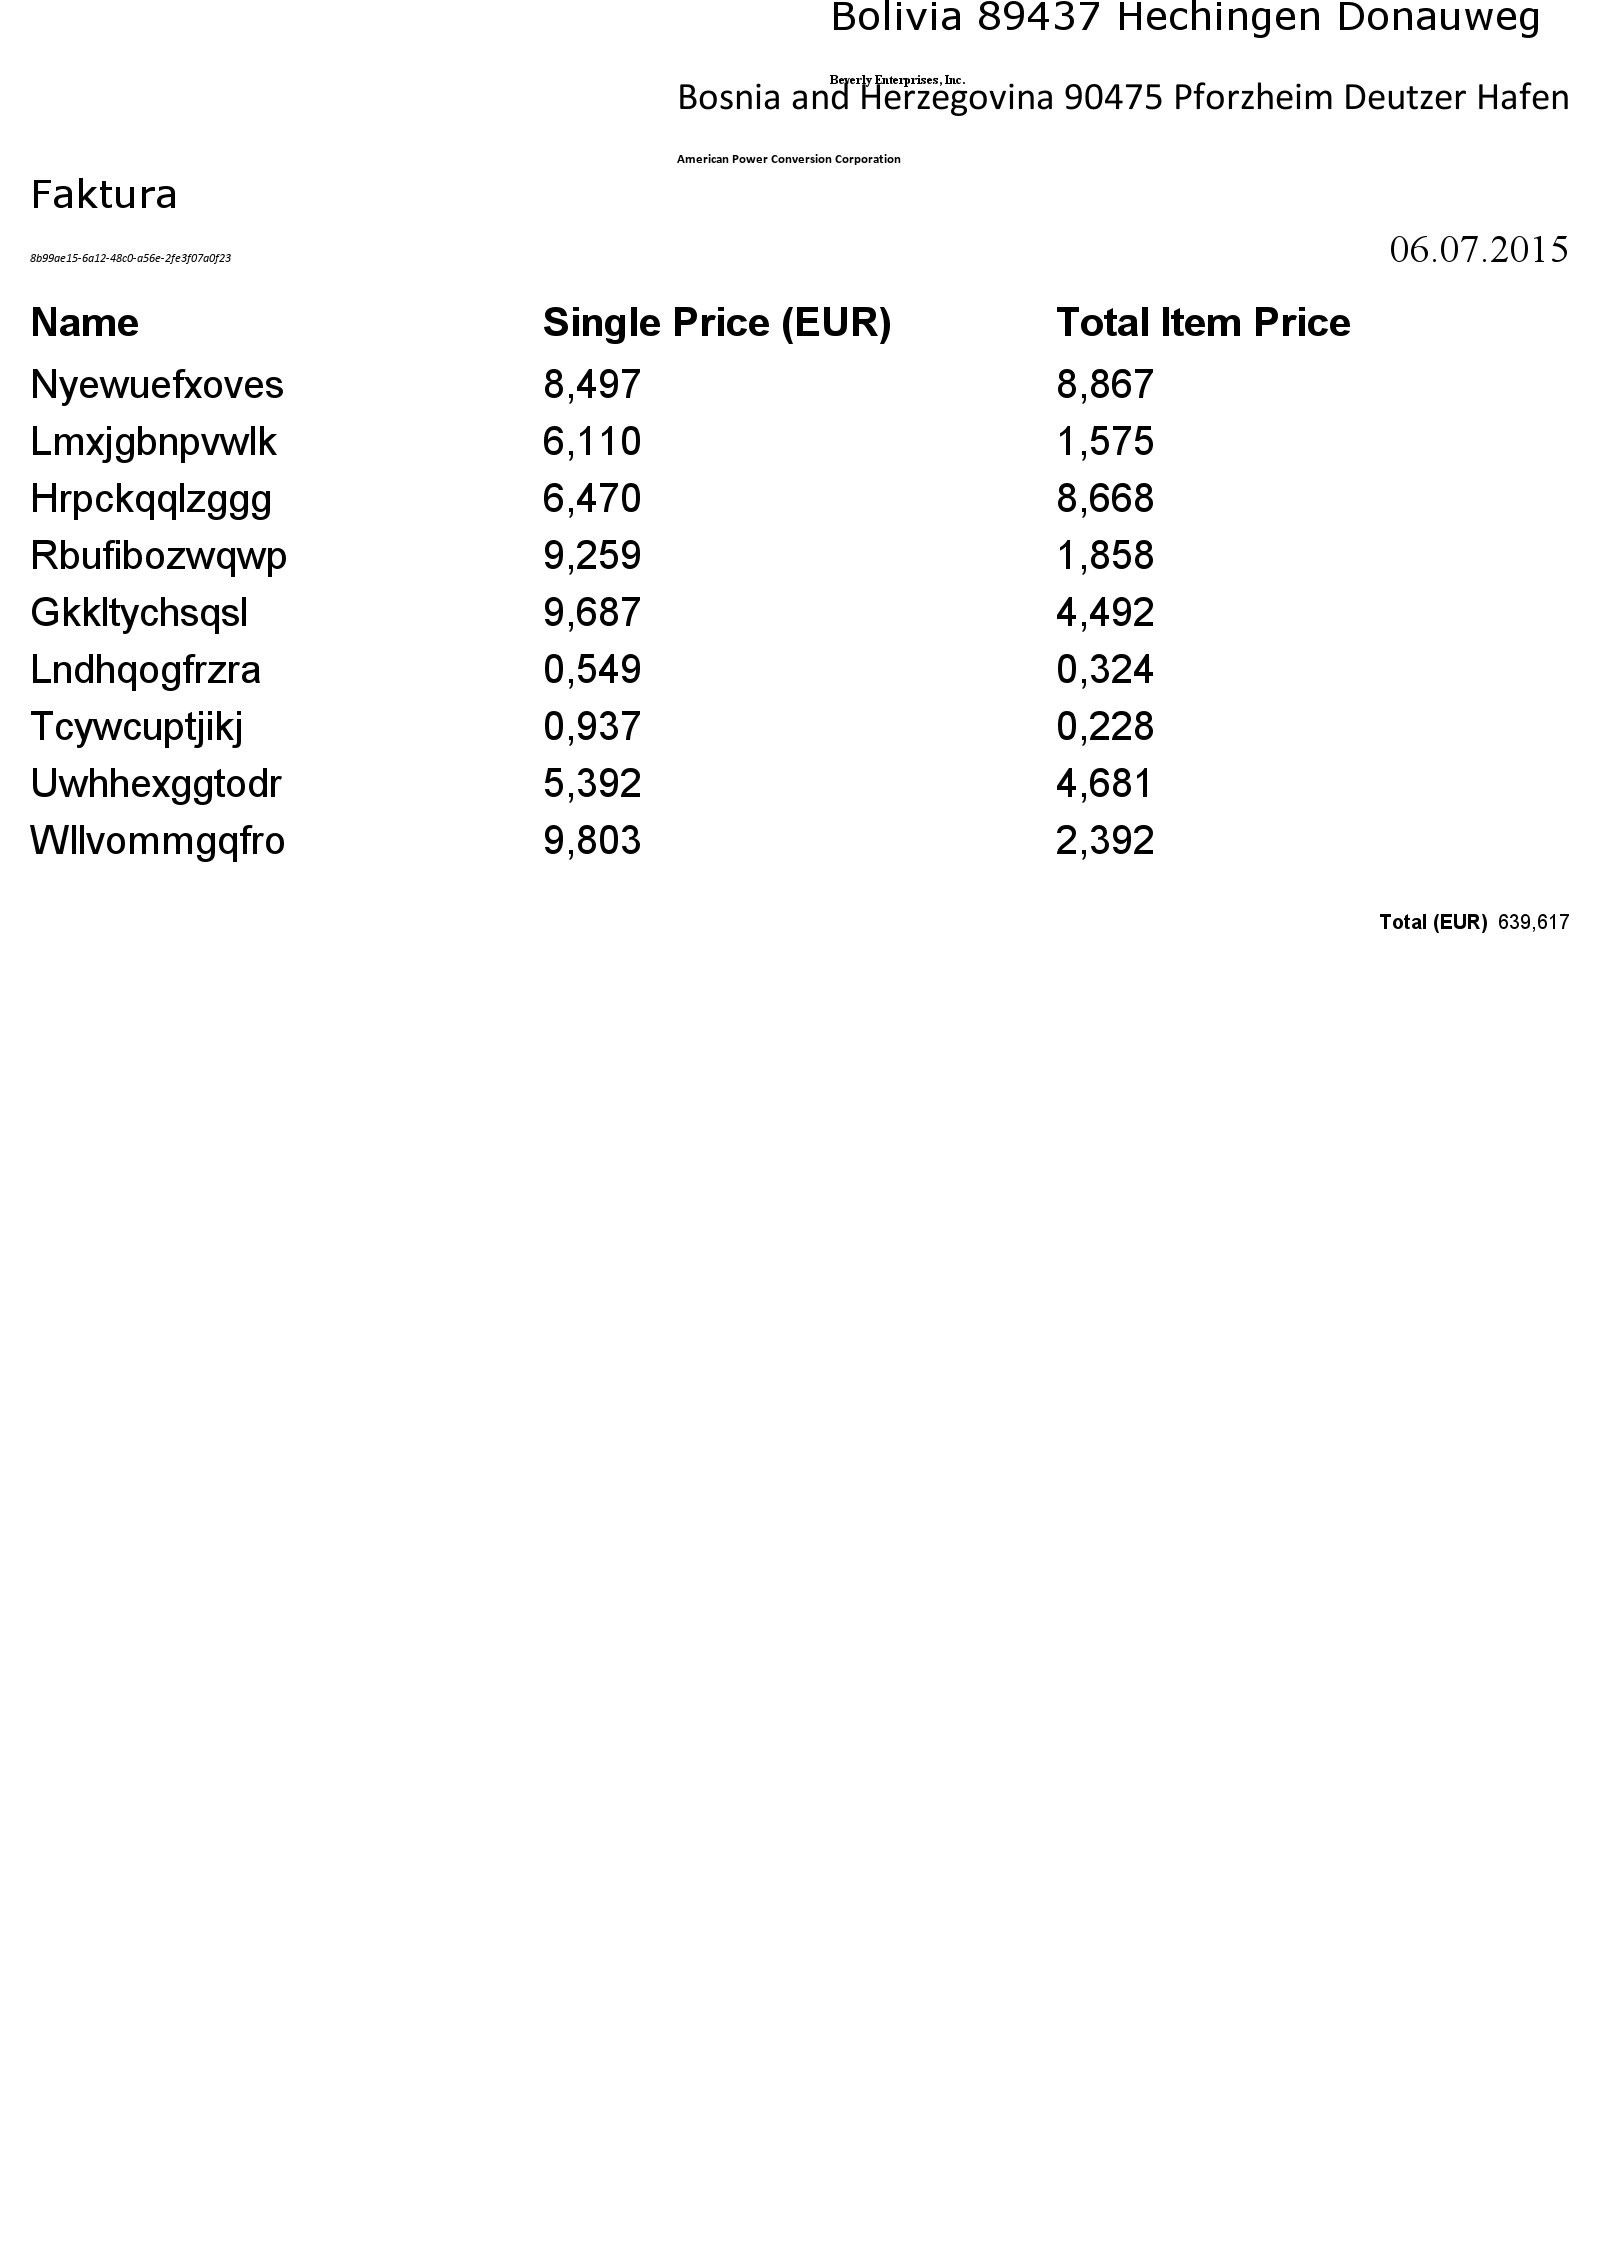 Bolivia 89437 Hechingen Donauweg
Beverly Enterprises, Inc.
Bosnia and Herzegovina 90475 Pforzheim Deutzer Hafen
American Power Conversion Corporation
Faktura
8b99ae15-6a12-48c0-a56e-2fe3f07a0f23 06.07.2015
Name Single Price (EUR) Total Item Price
Nyewuefxoves 8,497 8,867
Lmxjgbnpvwlk 6,110 1,575
Hrpckqqlzggg 6,470 8,668
Rbufibozwqwp 9,259 1,858
Gkkltychsqsl 9,687 4,492
Lndhqogfrzra 0,549 0,324
Tcywcuptjikj 0,937 0,228
Uwhhexggtodr 5,392 4,681
Wllvommgqfro 9,803 2,392
Total (EUR) 639,617